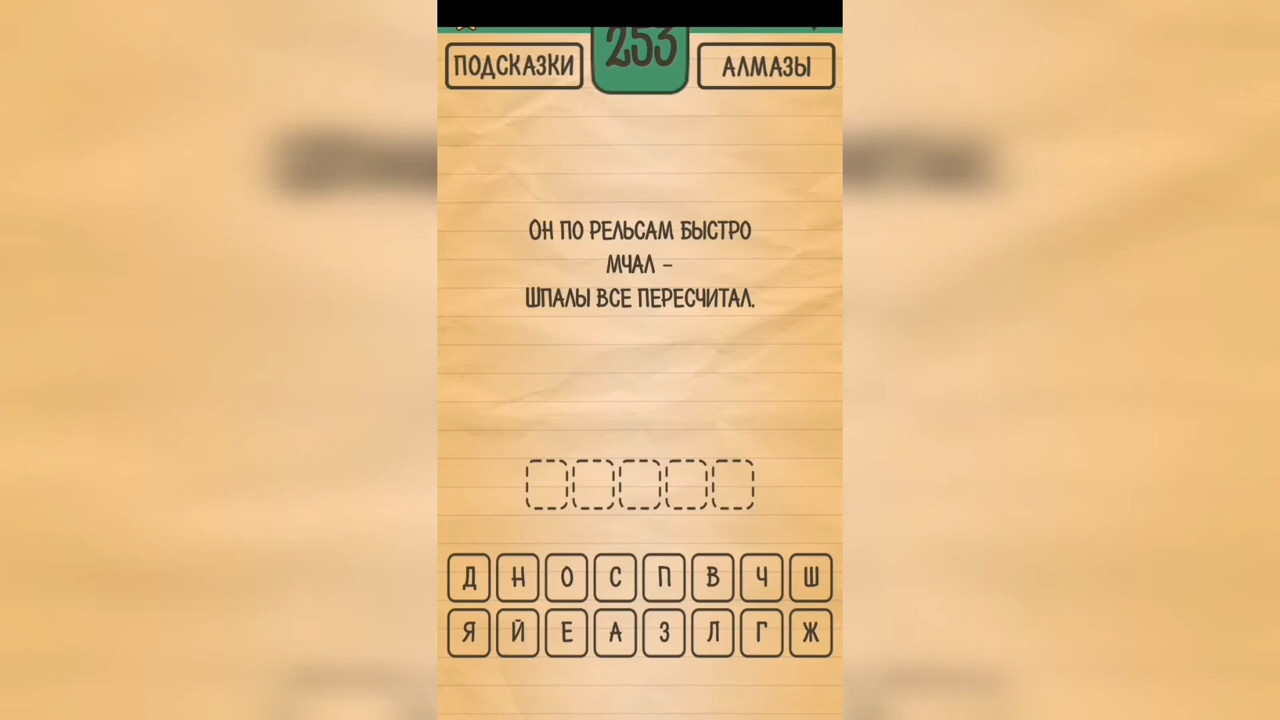 ПОДСКАЗКИ
253
АЛМАЗЫ
ОН ПО РЕЛЬСАМ БЫСТРО
МЧАЛ –
ШПАЛЫ ВСЕ ПЕРЕСЧИТАЛ.
Д Н О С П В Ч Ш
Я Й Е А З Л Г Ж